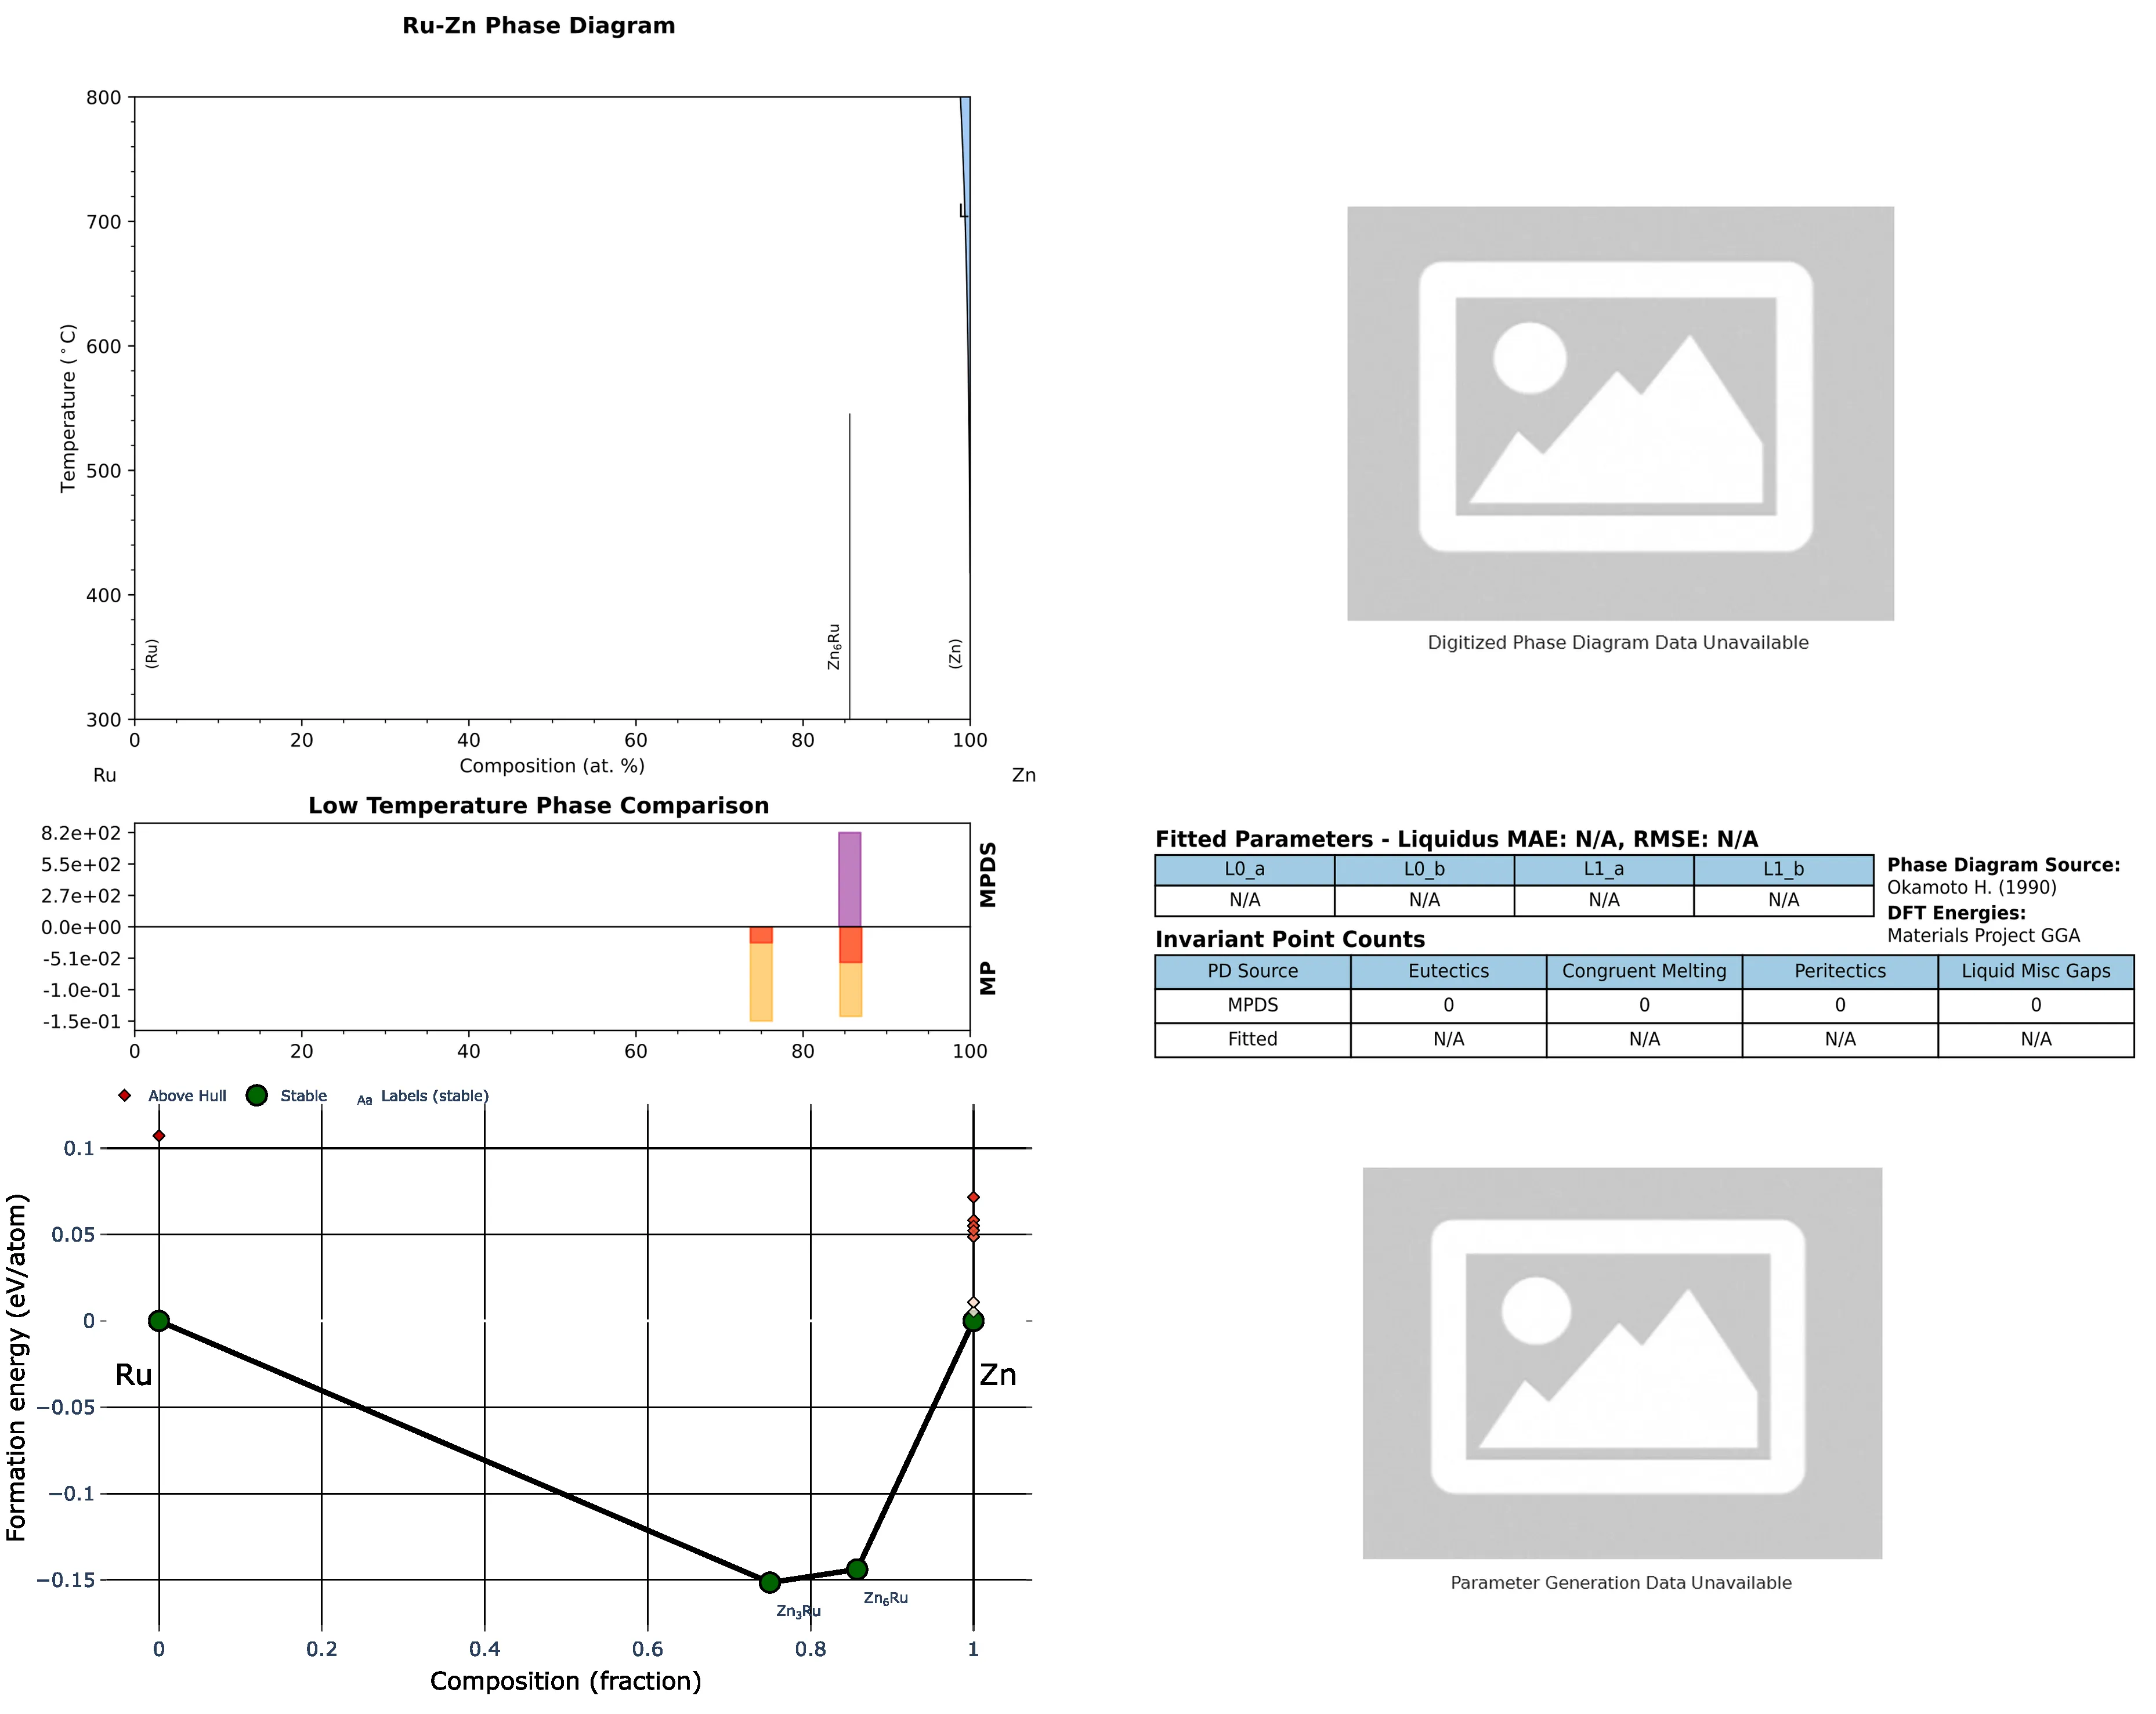 Ru-Zn Phase Diagram
800
700
600
500
400
300
Temperature (°C)
L
(Ru)
Zn₆Ru
(Zn)
0 20 40 60 80 100
Composition (at. %)
Ru Zn
Digitized Phase Diagram Data Unavailable
Low Temperature Phase Comparison
8.2e+02
5.5e+02
2.7e+02
0.0e+00
-5.1e-02
-1.0e-01
-1.5e-01
MPDS
MP
0 20 40 60 80 100
Fitted Parameters - Liquidus MAE: N/A, RMSE: N/A
L0_a L0_b L1_a L1_b
N/A N/A N/A N/A
Phase Diagram Source:
Okamoto H. (1990)
DFT Energies:
Materials Project GGA
Invariant Point Counts
PD Source Eutectics Congruent Melting Peritectics Liquid Misc Gaps
MPDS 0 0 0 0
Fitted N/A N/A N/A N/A
Above Hull Stable Aa Labels (stable)
0.1
0.05
0
−0.05
−0.1
−0.15
Formation energy (eV/atom)
Ru
Zn
Zn₃Ru
Zn₆Ru
0 0.2 0.4 0.6 0.8 1
Composition (fraction)
Parameter Generation Data Unavailable